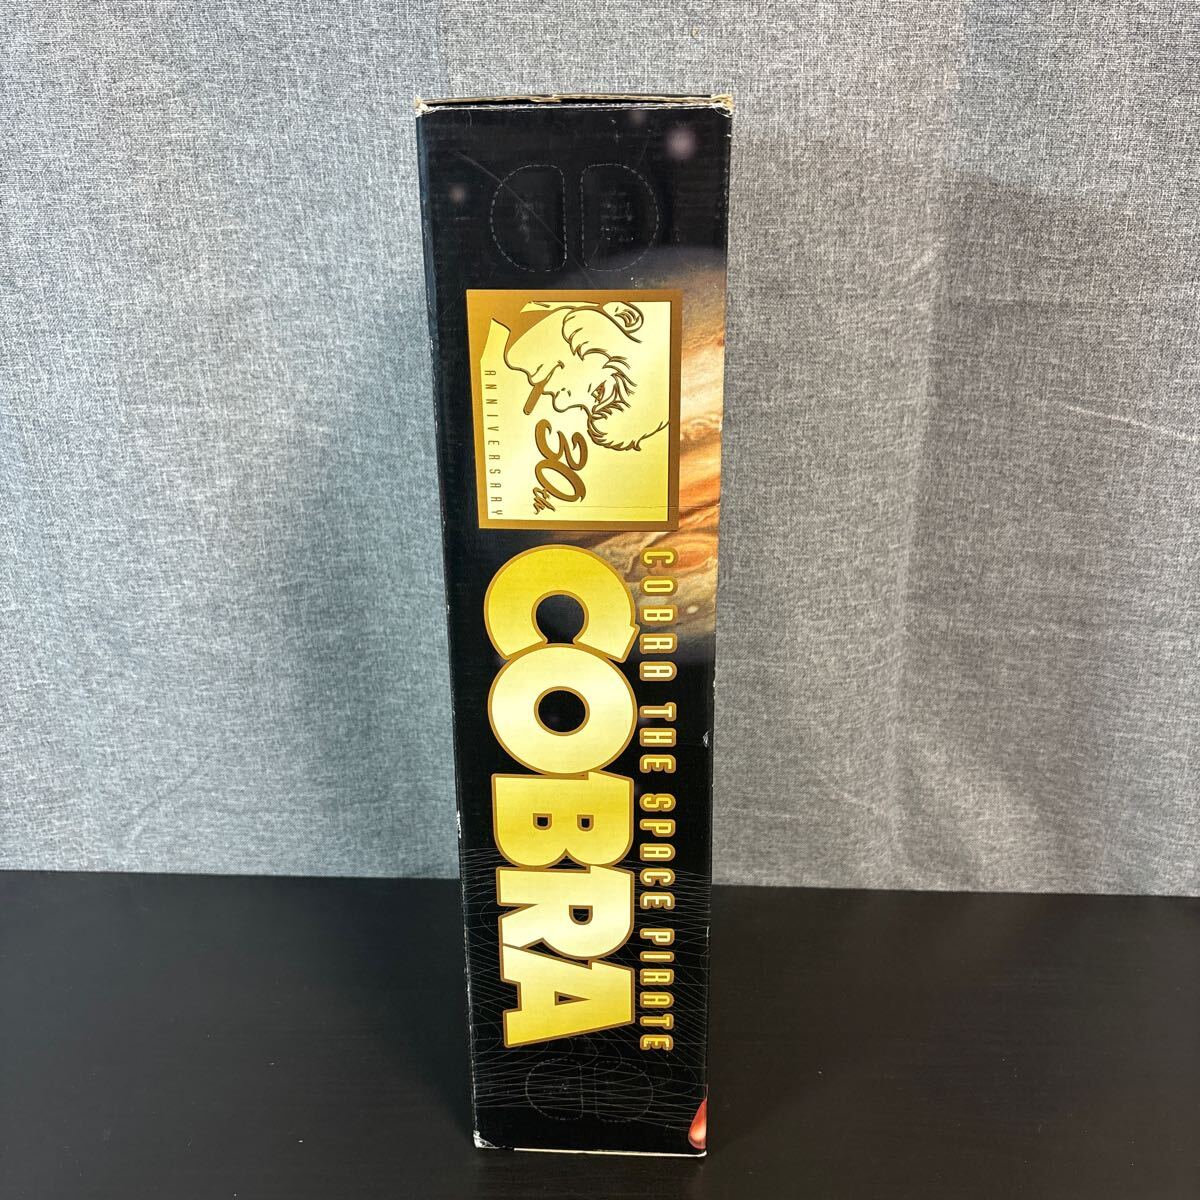 30th
ANNIVERSARY
COBRA THE SPACE PIRATE
COBRA